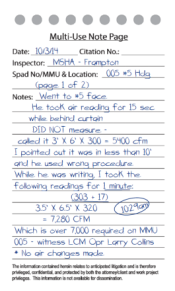 Multi-Use Note Page
Date: 10/3/14 Citation No.:
Inspector: MSHA - Frampton
Spad No/MMU & Location: 005 #5 Hdg
(page 1 of 2)
Notes: Went to #5 face.
He took air reading for 15 sec
while behind curtain
DID NOT measure -
called it 3' X 6' X 300 = 5400 cfm
I pointed out it was in less than 10'
and he used wrong procedure.
While he was writing, I took the
following readings for 1 minute:
(303 + 17)
3.5' X 6.5' X 320
= 7,280 CFM
Which is over 7,000 required on MMU
005 - witness LCM Opr Larry Collins
* No air changes made.
The information contained herein relates to anticipated litigation and is therefore
privileged, confidential, and protected by both the attorney/client and work project
privileges. This information is not available for dissemination.